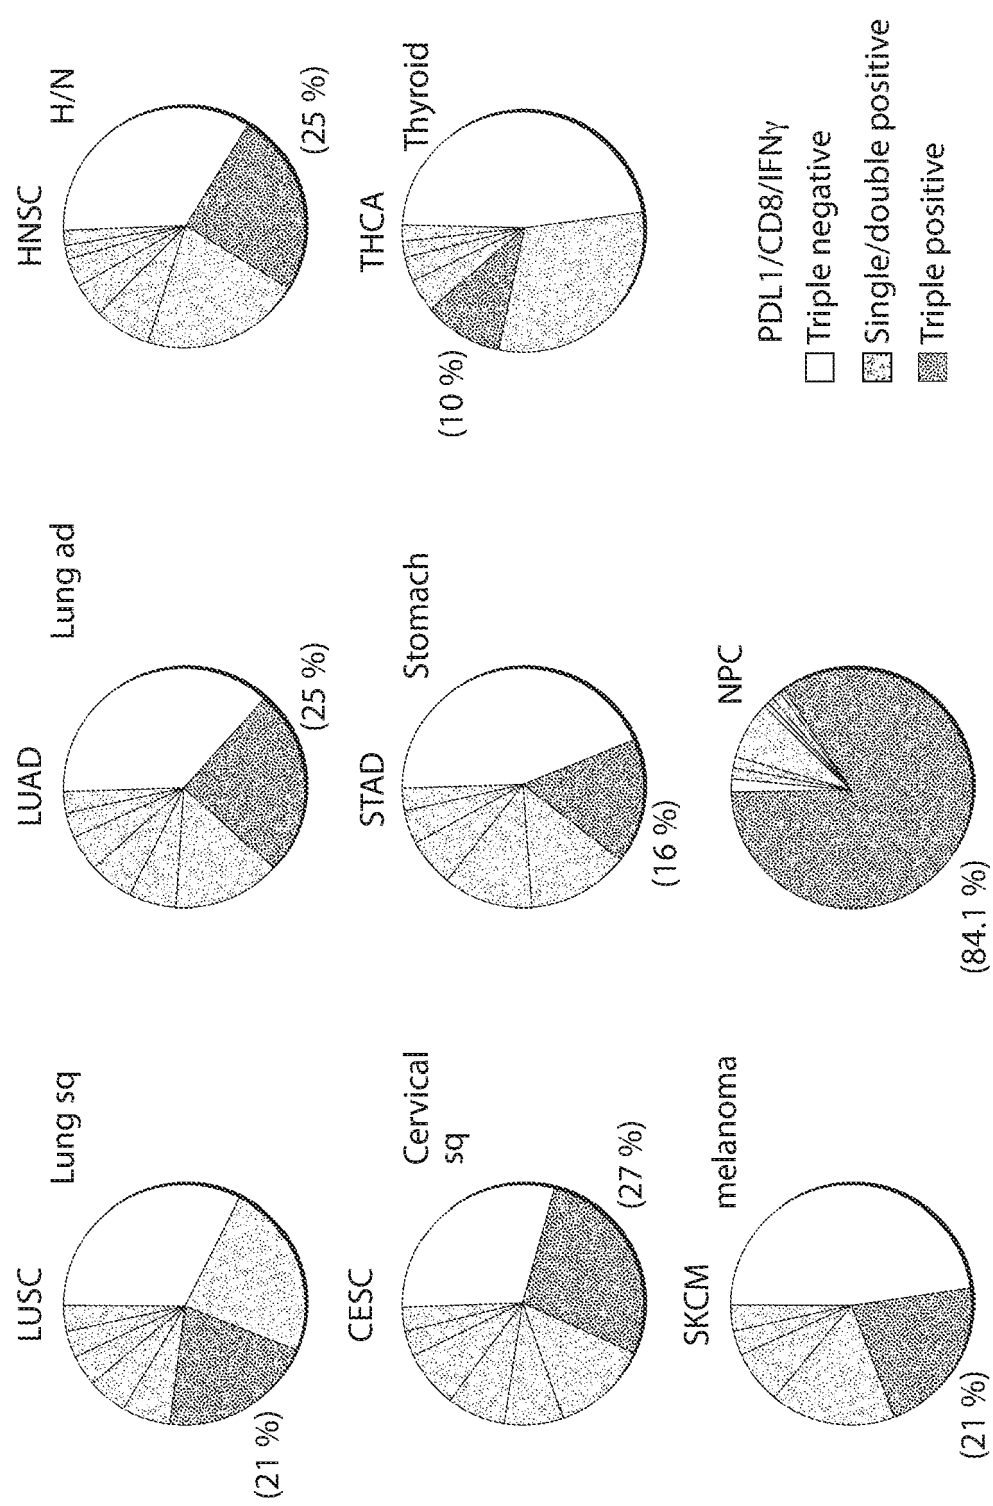 LUSC
Lung sq
(21 %)
LUAD
Lung ad
(25 %)
HNSC
H/N
(25 %)
CESC
Cervical
sq
(27 %)
STAD
Stomach
(16 %)
THCA
Thyroid
(10 %)
SKCM
melanoma
(21 %)
NPC
(84.1 %)
PDL1/CD8/IFNγ
Triple negative
Single/double positive
Triple positive